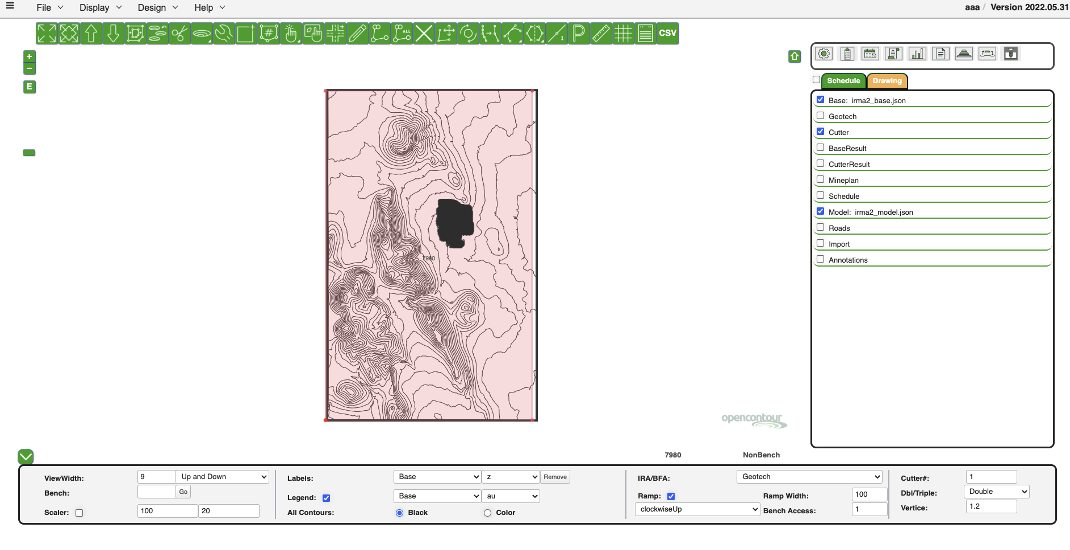 File Display Design Help aaa / Version 2022.05.31
# P CSV
+
−
E
Schedule Drawing
Base: irma2_base.json
Geotech
Cutter
BaseResult
CutterResult
Mineplan
Schedule
Model: irma2_model.json
Roads
Import
Annotations
7980
opencontour
7980 NonBench
ViewWidth: 9 Up and Down
Bench: Go
Scaler: 100 20
Labels: Base z Remove
Legend: Base au
All Contours: Black Color
IRA/BFA: Geotech
Ramp: Ramp Width: 100
clockwiseUp Bench Access: 1
Cutter#: 1
Dbl/Triple: Double
Vertice: 1.2